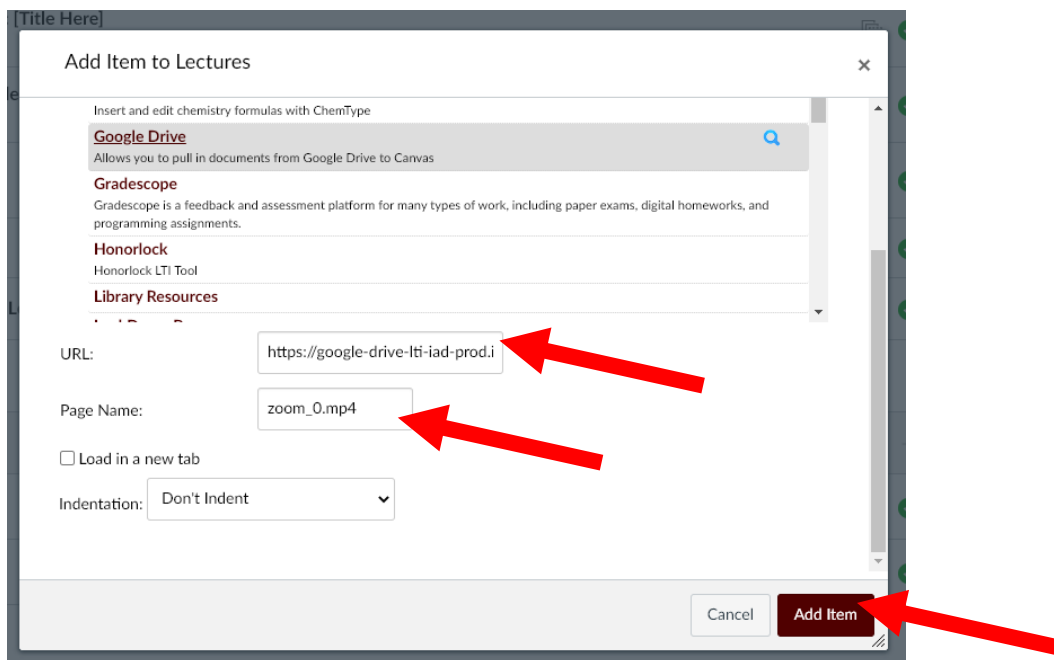 [Title Here]
Add Item to Lectures
×
Insert and edit chemistry formulas with ChemType
Google Drive
Allows you to pull in documents from Google Drive to Canvas
Gradescope
Gradescope is a feedback and assessment platform for many types of work, including paper exams, digital homeworks, and
programming assignments.
Honorlock
Honorlock LTI Tool
Library Resources
URL: https://google-drive-lti-iad-prod.i
Page Name: zoom_0.mp4
Load in a new tab
Indentation: Don't Indent
Cancel Add Item